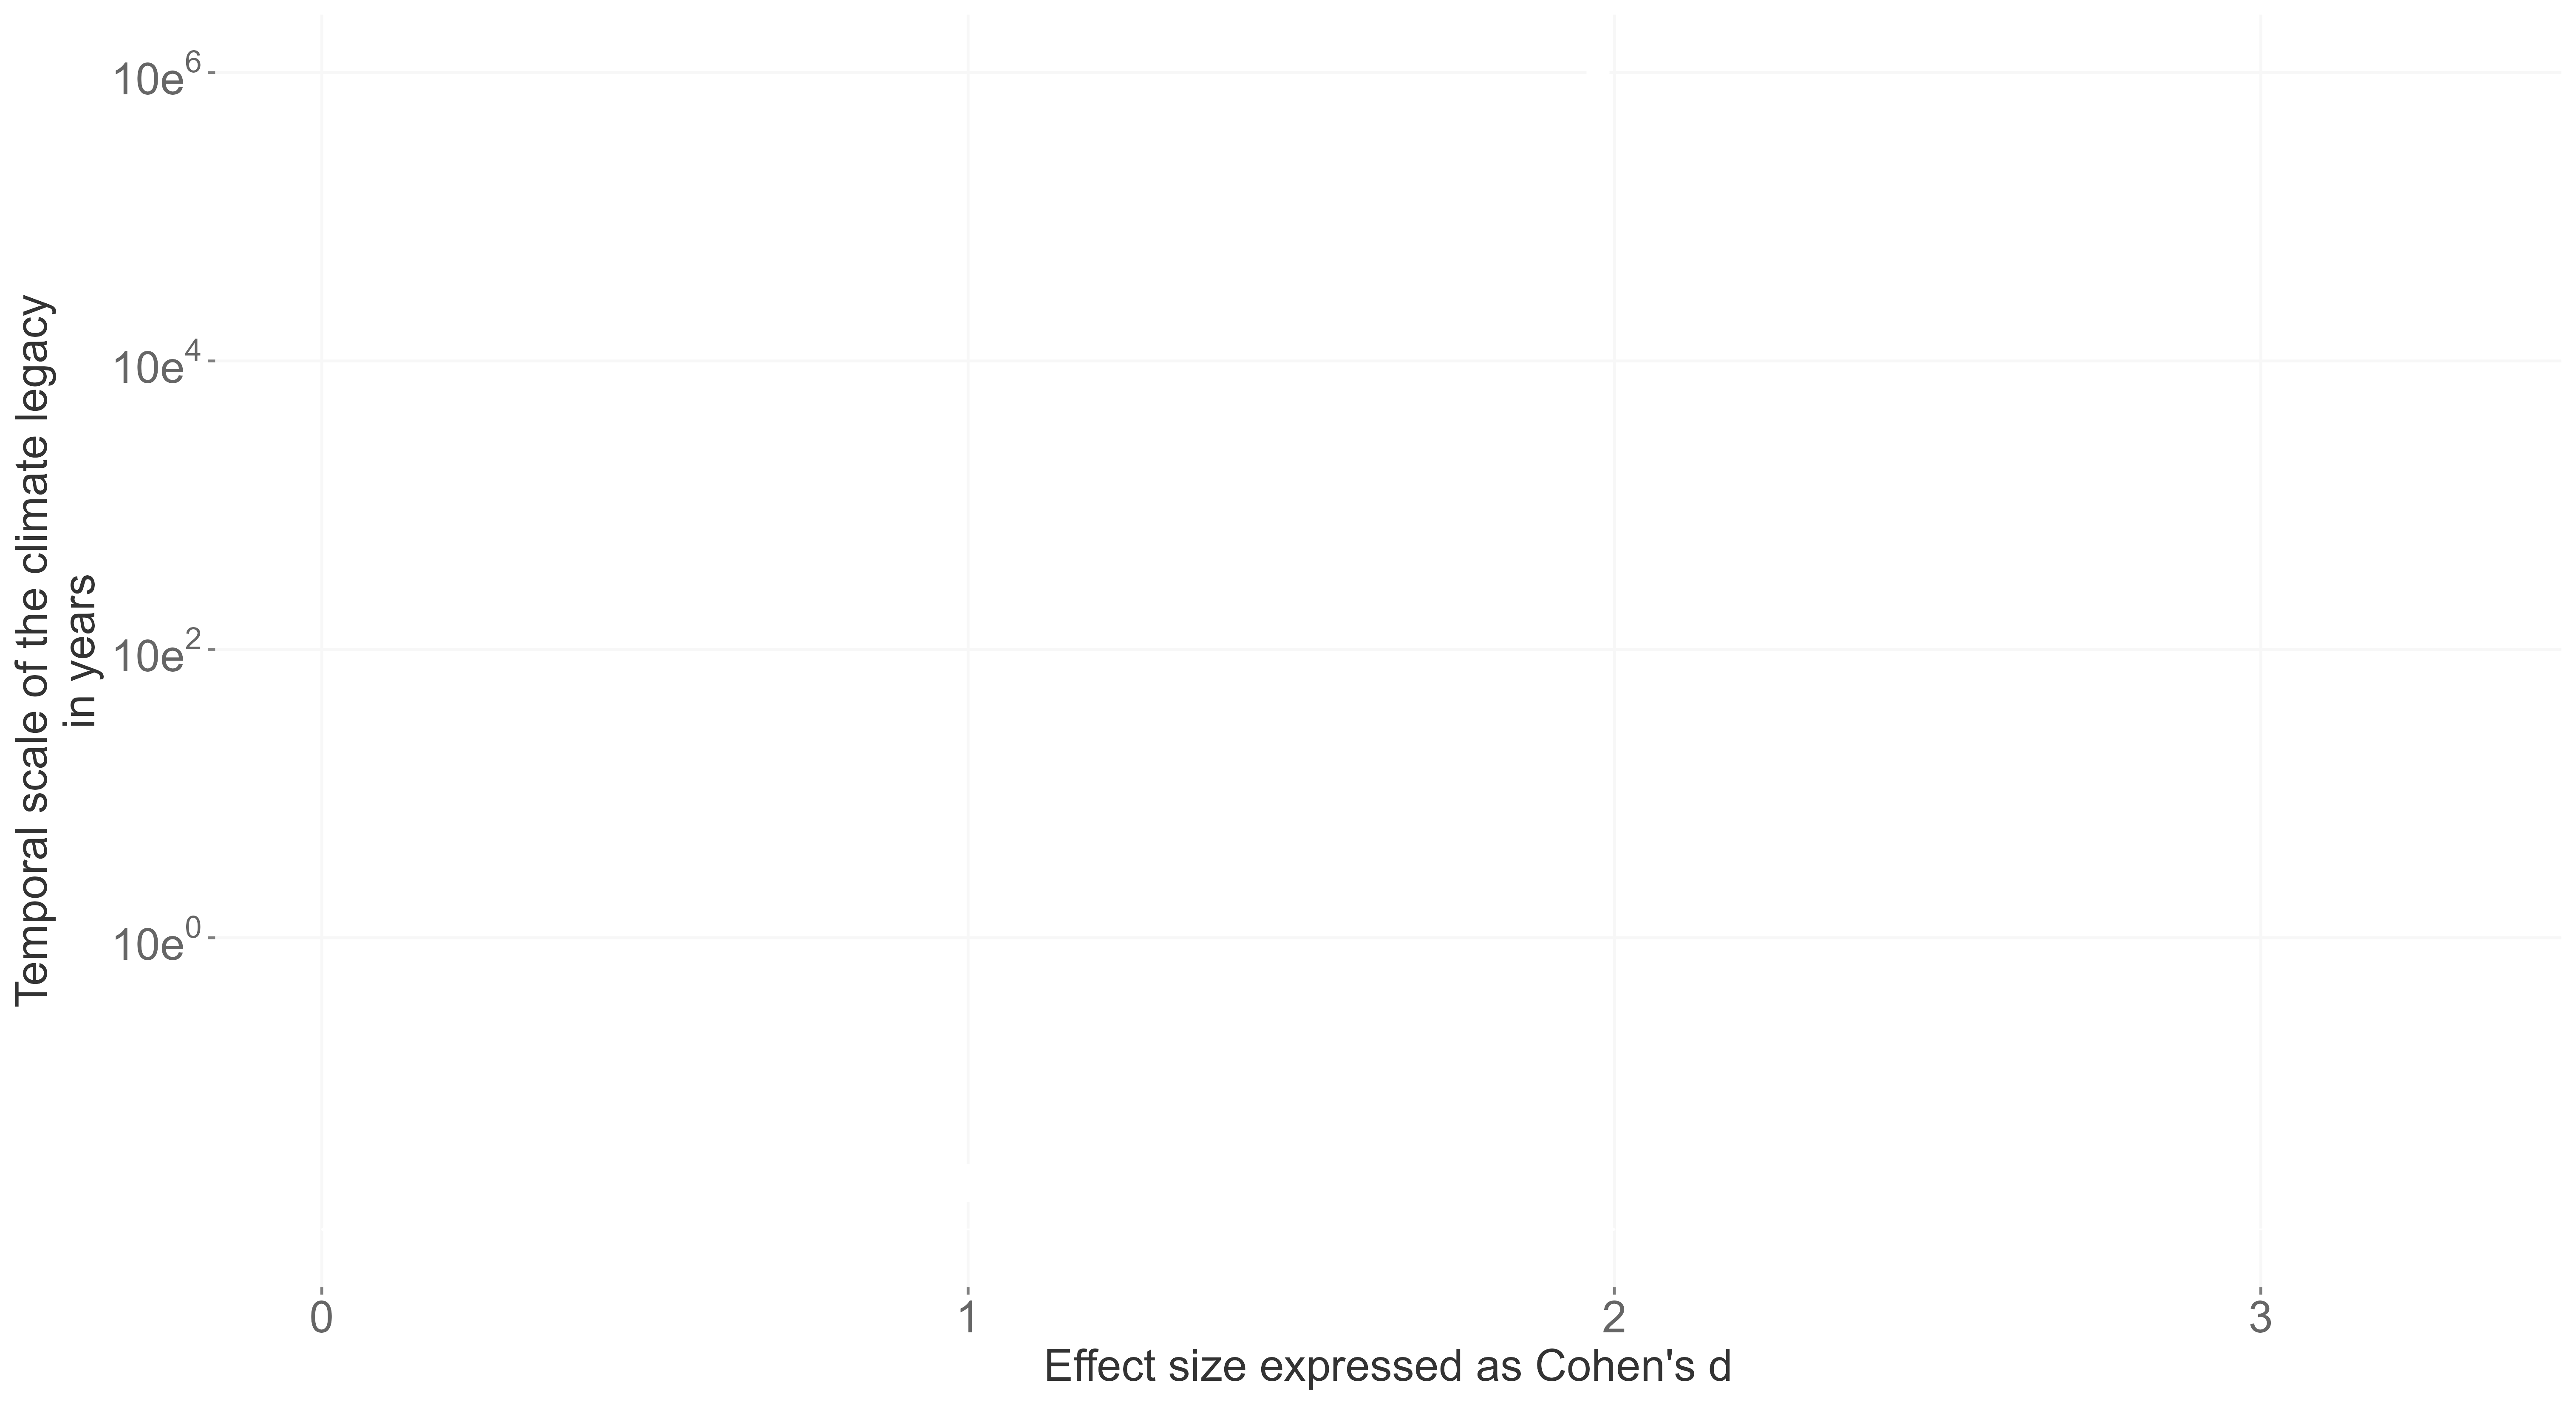 Temporal scale of the climate legacy
in years
10e⁶
10e⁴
10e²
10e⁰
0 1 2 3
Effect size expressed as Cohen's d